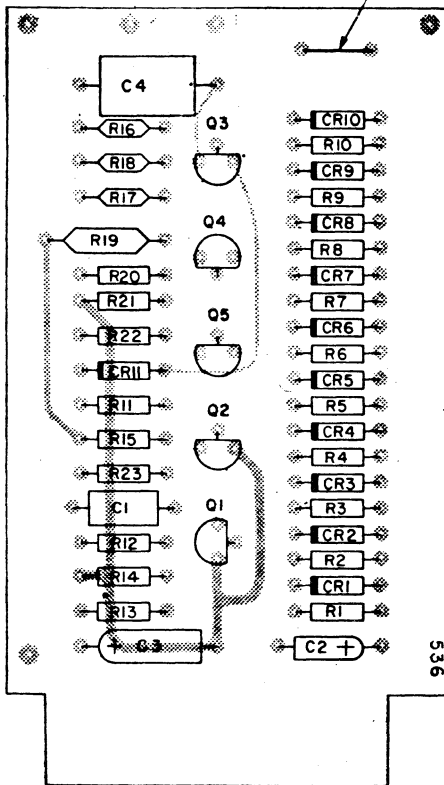 C4
R16
R18
R17
R19
R20
R21
R22
CR11
R11
R15
R23
C1
R12
R14
R13
C3
Q3
Q4
Q5
Q2
Q1
CR10
R10
CR9
R9
CR8
R8
CR7
R7
CR6
R6
CR5
R5
CR4
R4
CR3
R3
CR2
R2
CR1
R1
C2 +
+
536